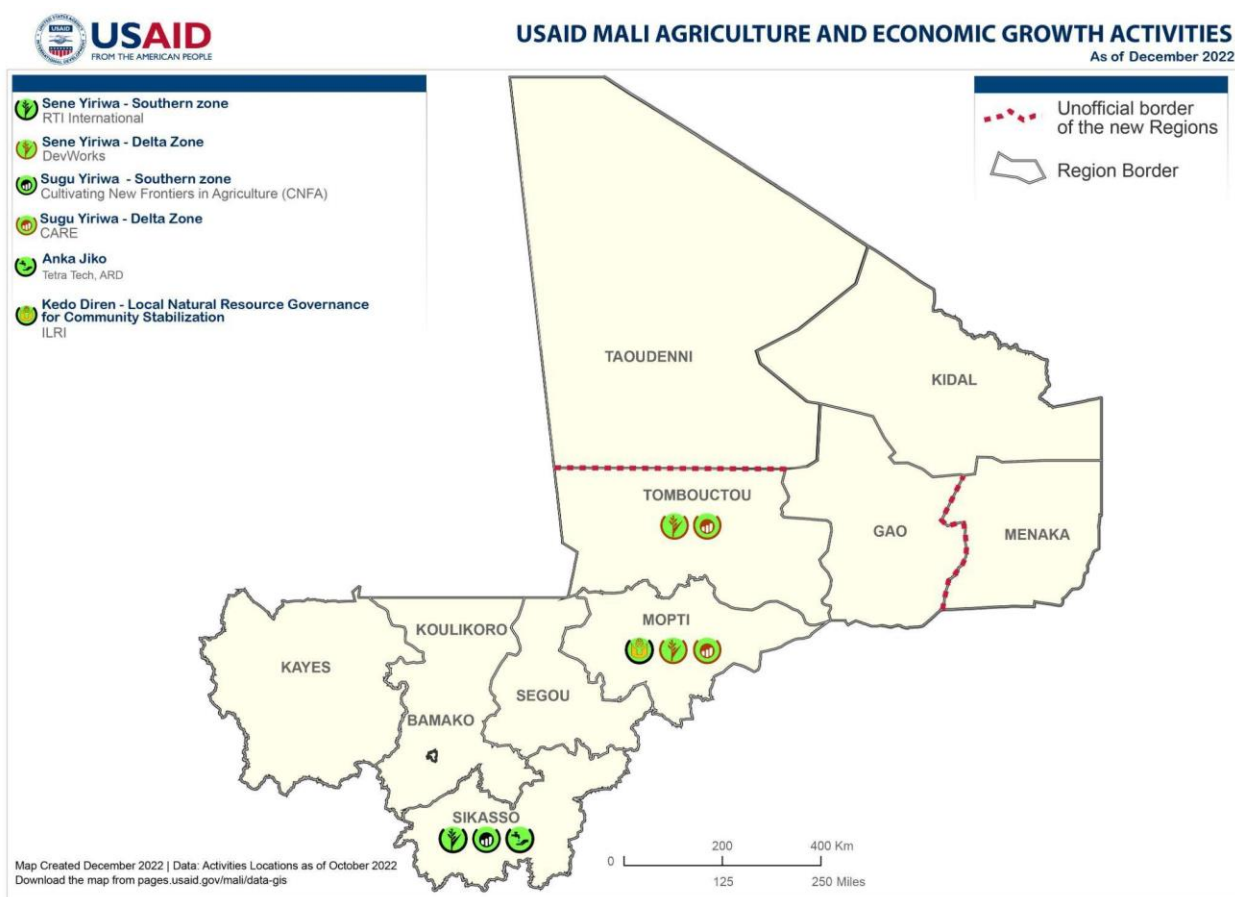 USAID
FROM THE AMERICAN PEOPLE
USAID MALI AGRICULTURE AND ECONOMIC GROWTH ACTIVITIES
As of December 2022
Sene Yiriwa - Southern zone
RTI International
Sene Yiriwa - Delta Zone
DevWorks
Sugu Yiriwa - Southern zone
Cultivating New Frontiers in Agriculture (CNFA)
Sugu Yiriwa - Delta Zone
CARE
Anka Jiko
Tetra Tech, ARD
Kedo Diren - Local Natural Resource Governance
for Community Stabilization
ILRI
Unofficial border
of the new Regions
Region Border
TAOUDENNI
KIDAL
TOMBOUCTOU
GAO
MENAKA
MOPTI
KOULIKORO
KAYES
SEGOU
BAMAKO
SIKASSO
200
400 Km
0
125
250 Miles
Map Created December 2022 | Data: Activities Locations as of October 2022
Download the map from pages.usaid.gov/mali/data-gis